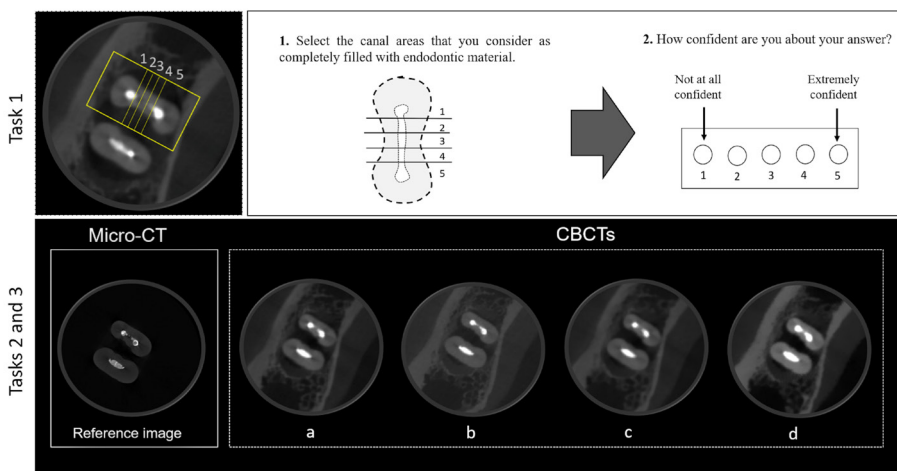 Task 1
1
2
3
4
5
1. Select the canal areas that you consider as
completely filled with endodontic material.
1
2
3
4
5
2. How confident are you about your answer?
Not at all
confident
Extremely
confident
1
2
3
4
5
Tasks 2 and 3
Micro-CT
Reference image
CBCTs
a
b
c
d